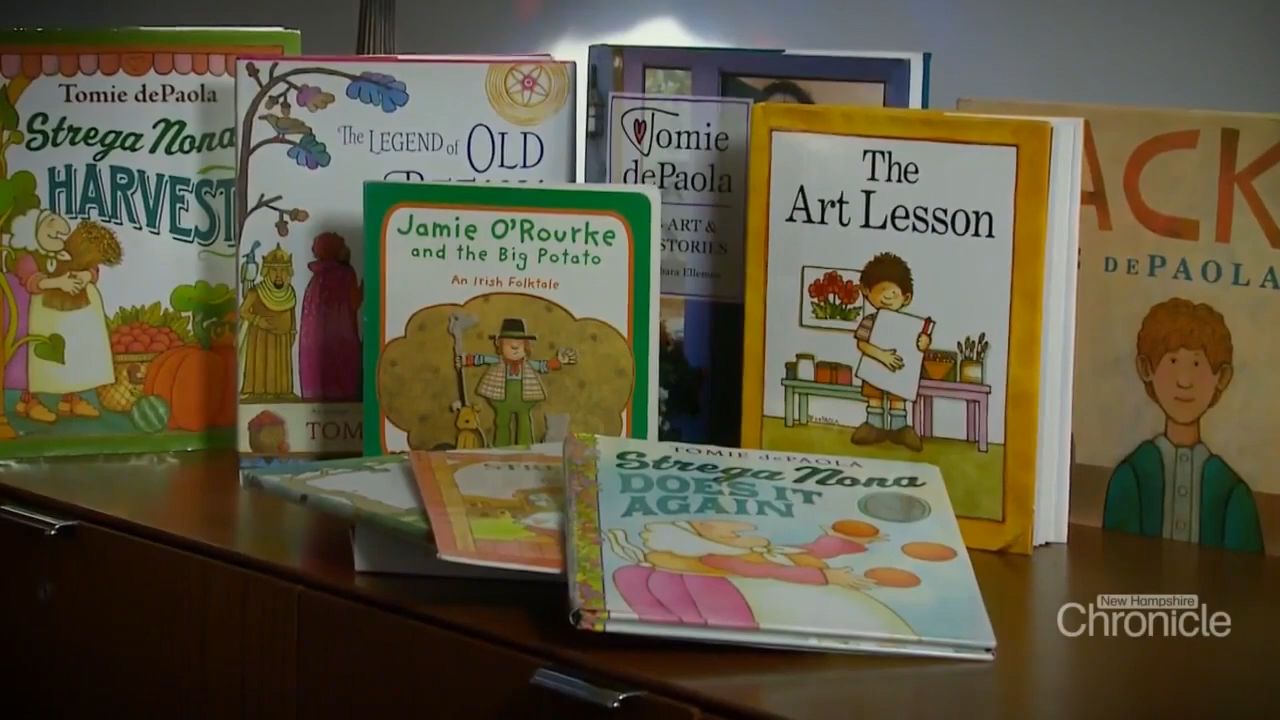 Tomie dePaola
Strega Nona
HARVEST
The LEGEND of OLD
TOM
Jamie O'Rourke
and the Big Potato
An Irish Folktale
Tomie
dePaola
ART &
STORIES
The
Art Lesson
ACK
DEPAOLA
TOMIE dePAOLA
Strega Nona
DOES IT
AGAIN
New Hampshire
Chronicle